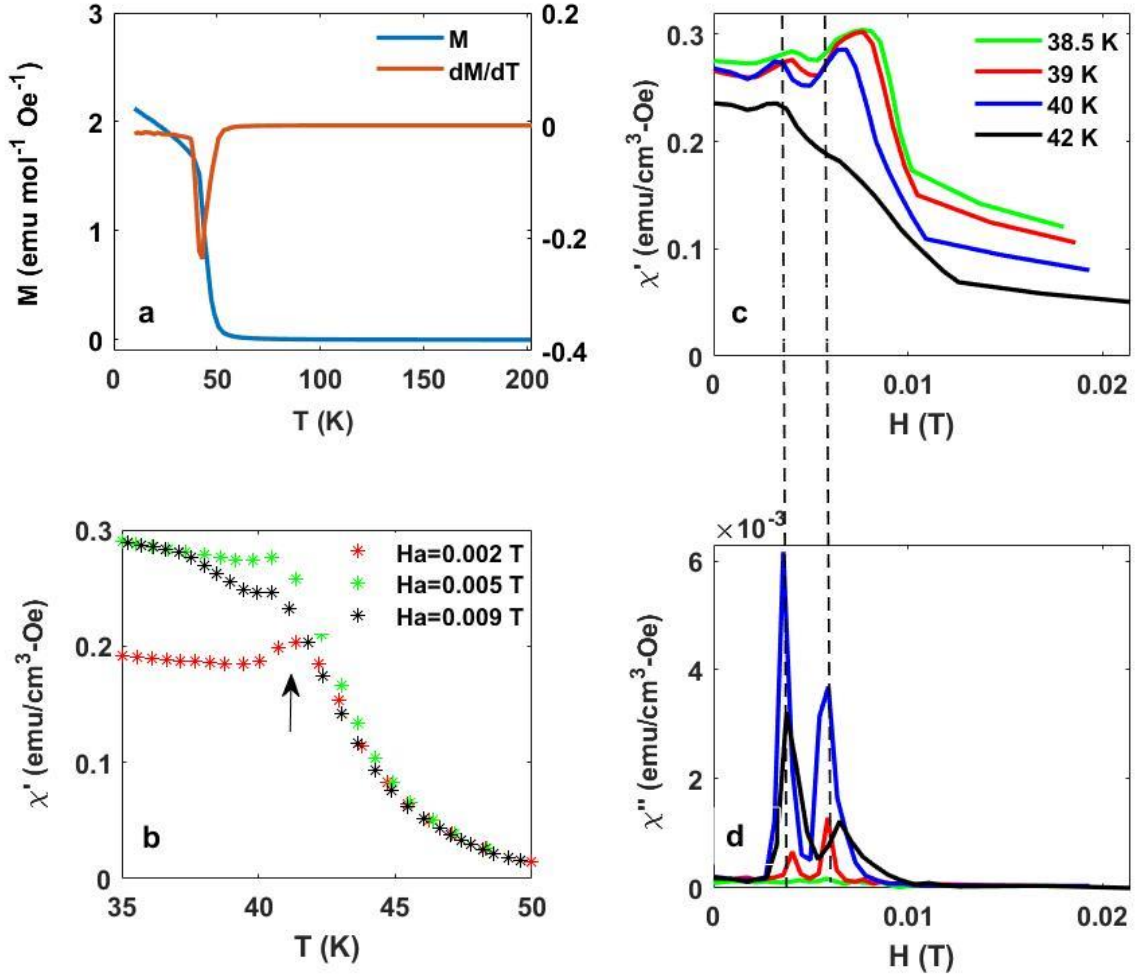 M
dM/dT
3
2
1
0
0.2
0
-0.2
-0.4
0 50 100 150 200
M (emu mol⁻¹ Oe⁻¹)
T (K)
a
38.5 K
39 K
40 K
42 K
0.3
0.2
0.1
0
0 0.01 0.02
χ' (emu/cm³-Oe)
H (T)
c
Ha=0.002 T
Ha=0.005 T
Ha=0.009 T
0.3
0.2
0.1
0
35 40 45 50
χ' (emu/cm³-Oe)
T (K)
b
×10⁻³
6
4
2
0
0 0.01 0.02
χ" (emu/cm³-Oe)
H (T)
d